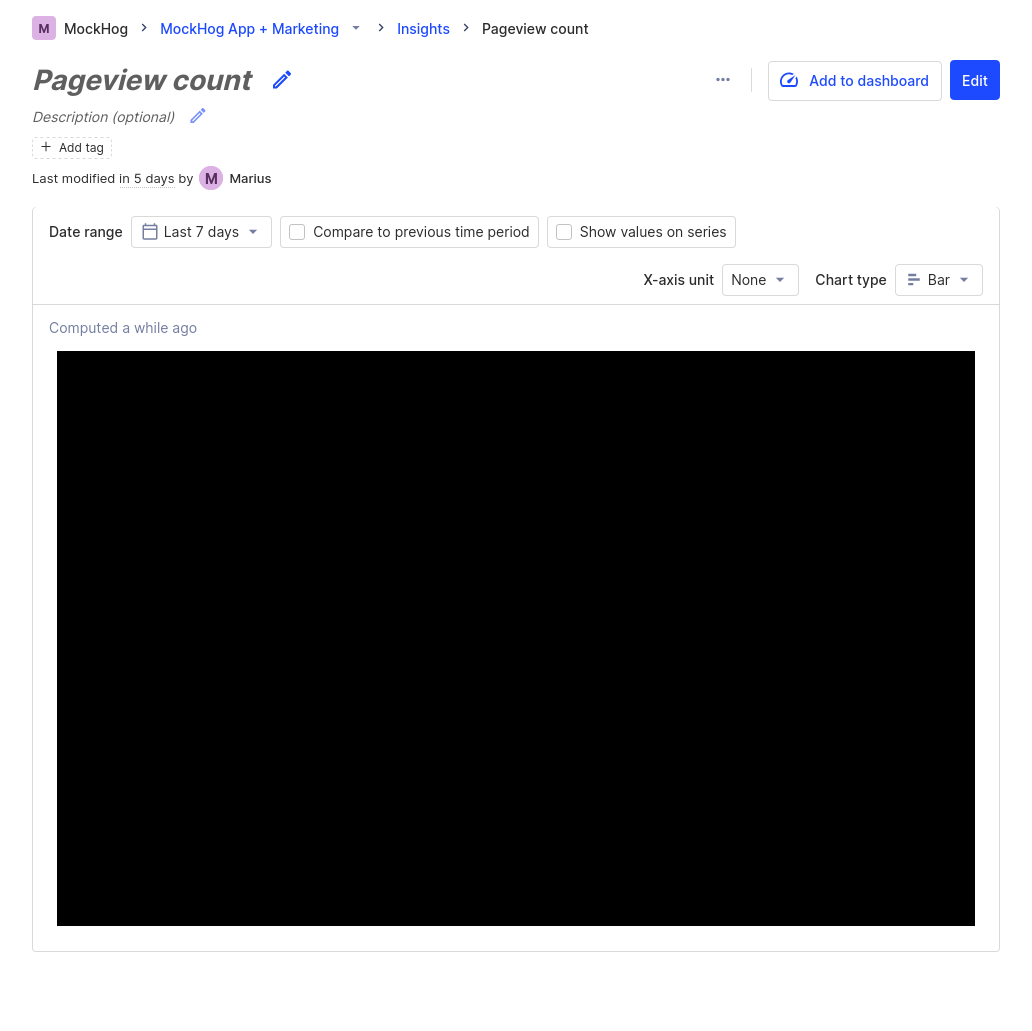 M MockHog MockHog App + Marketing Insights Pageview count
Pageview count
Add to dashboard Edit
Description (optional)
Add tag
Last modified in 5 days by M Marius
Date range Last 7 days Compare to previous time period Show values on series
X-axis unit None Chart type Bar
Computed a while ago